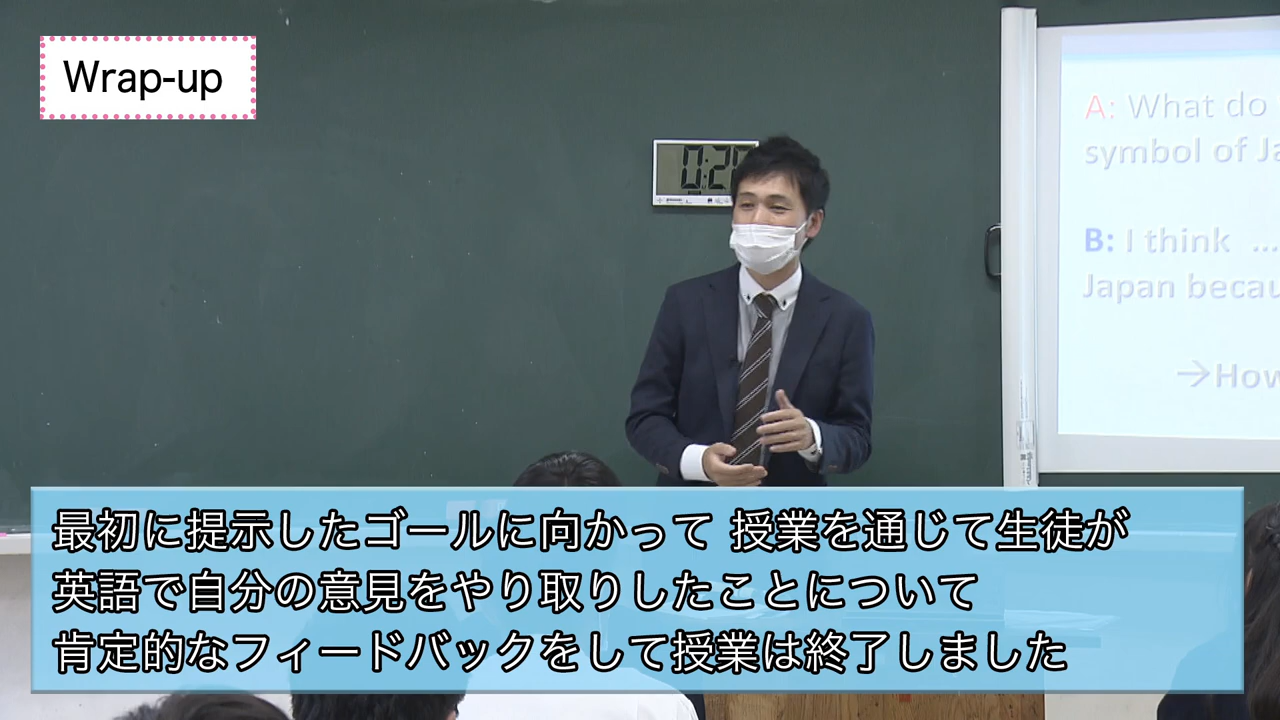 Wrap-up
A: What do
symbol of Ja
B: I think ...
Japan becau
→How
最初に提示したゴールに向かって 授業を通じて生徒が
英語で自分の意見をやり取りしたことについて
肯定的なフィードバックをして授業は終了しました